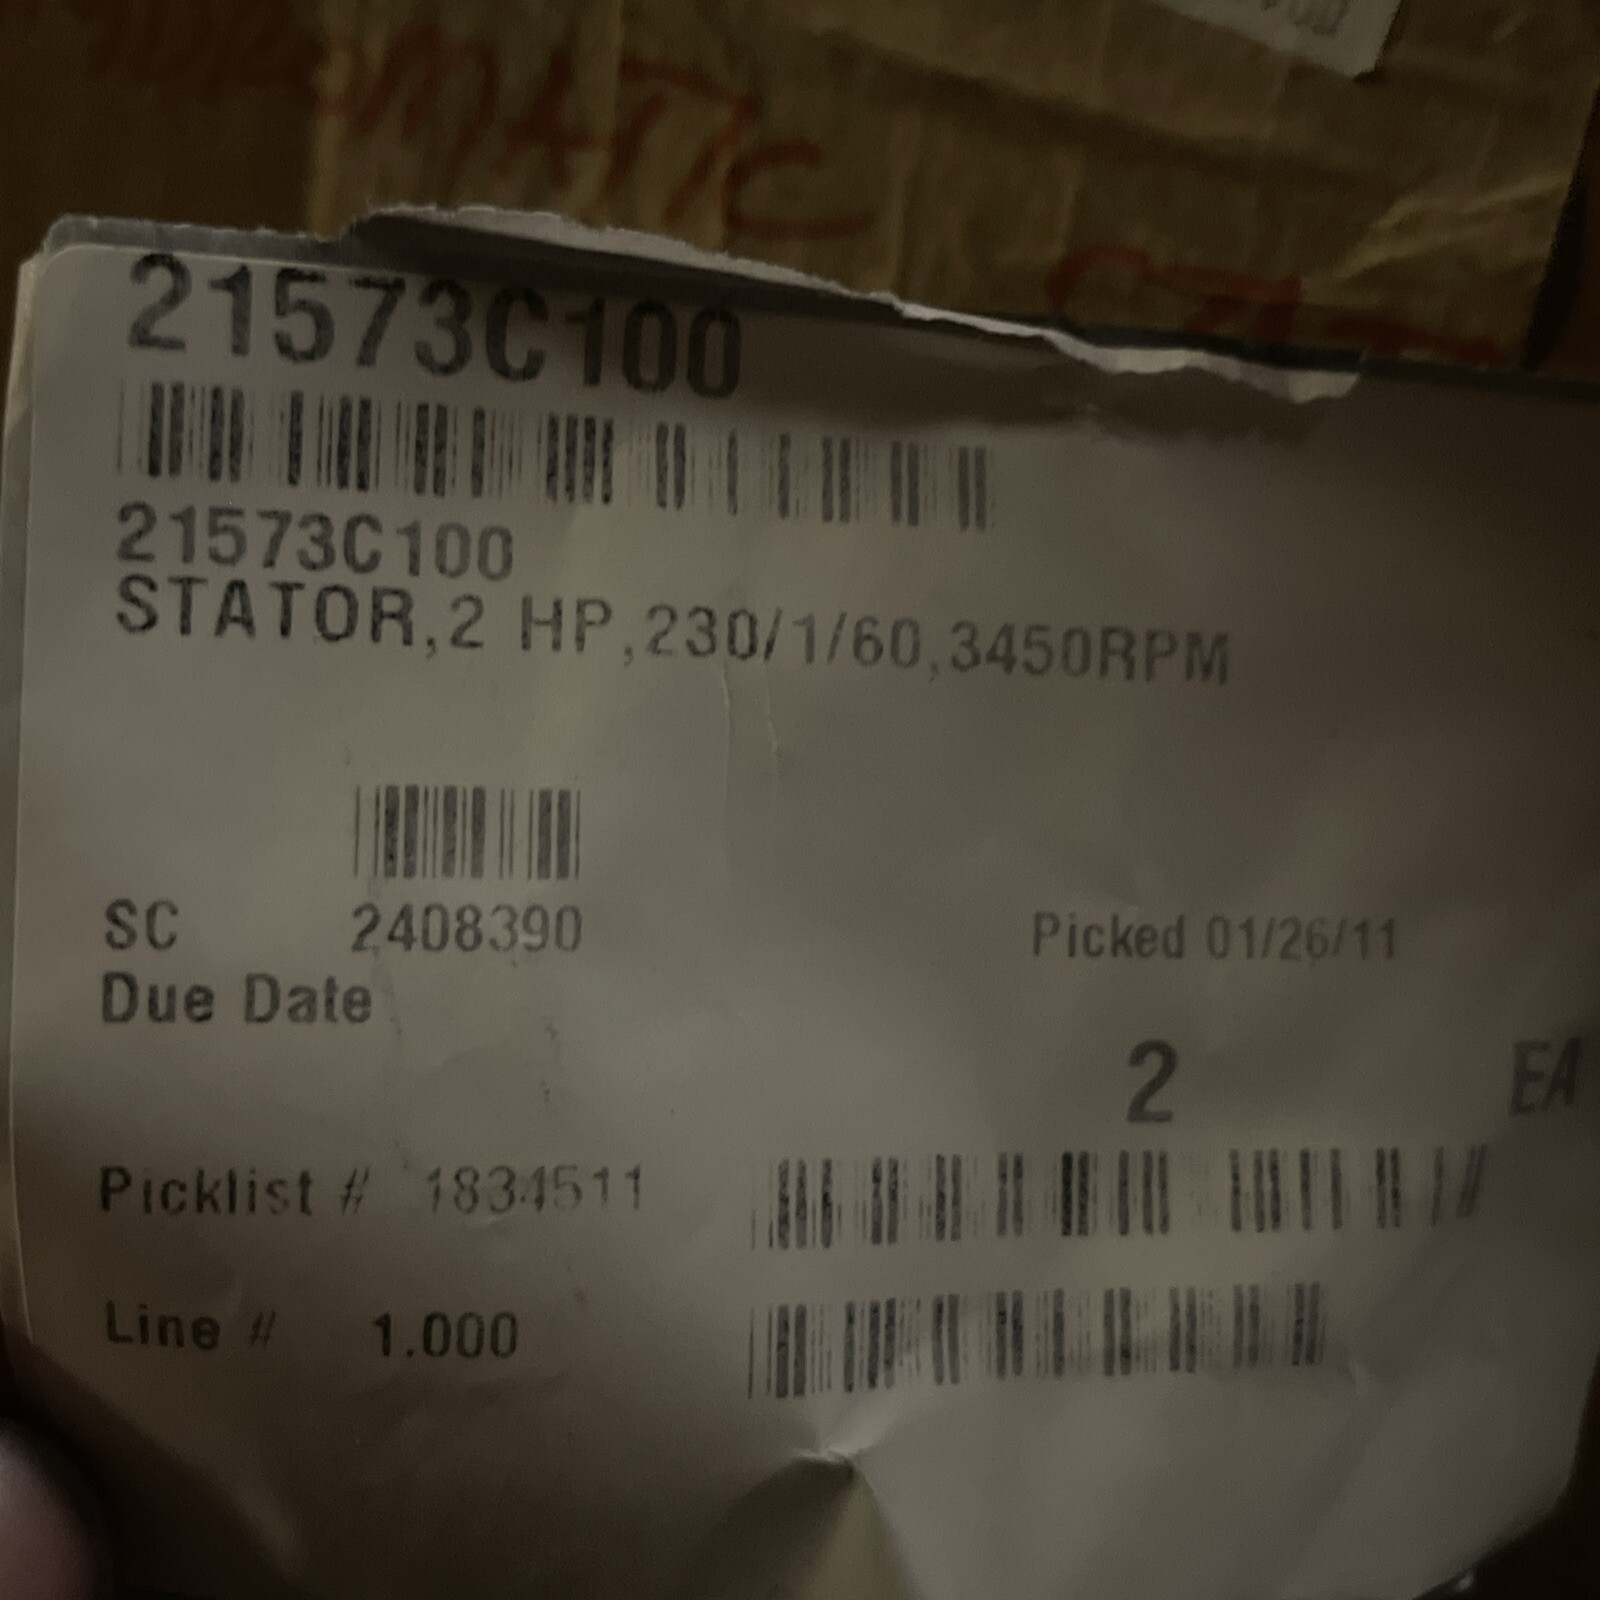 MATIC
21573C100
21573C100
STATOR,2 HP,230/1/60,3450RPM
SC 2408390 Picked 01/26/11
Due Date
2 EA
Picklist # 1834511
Line # 1.000